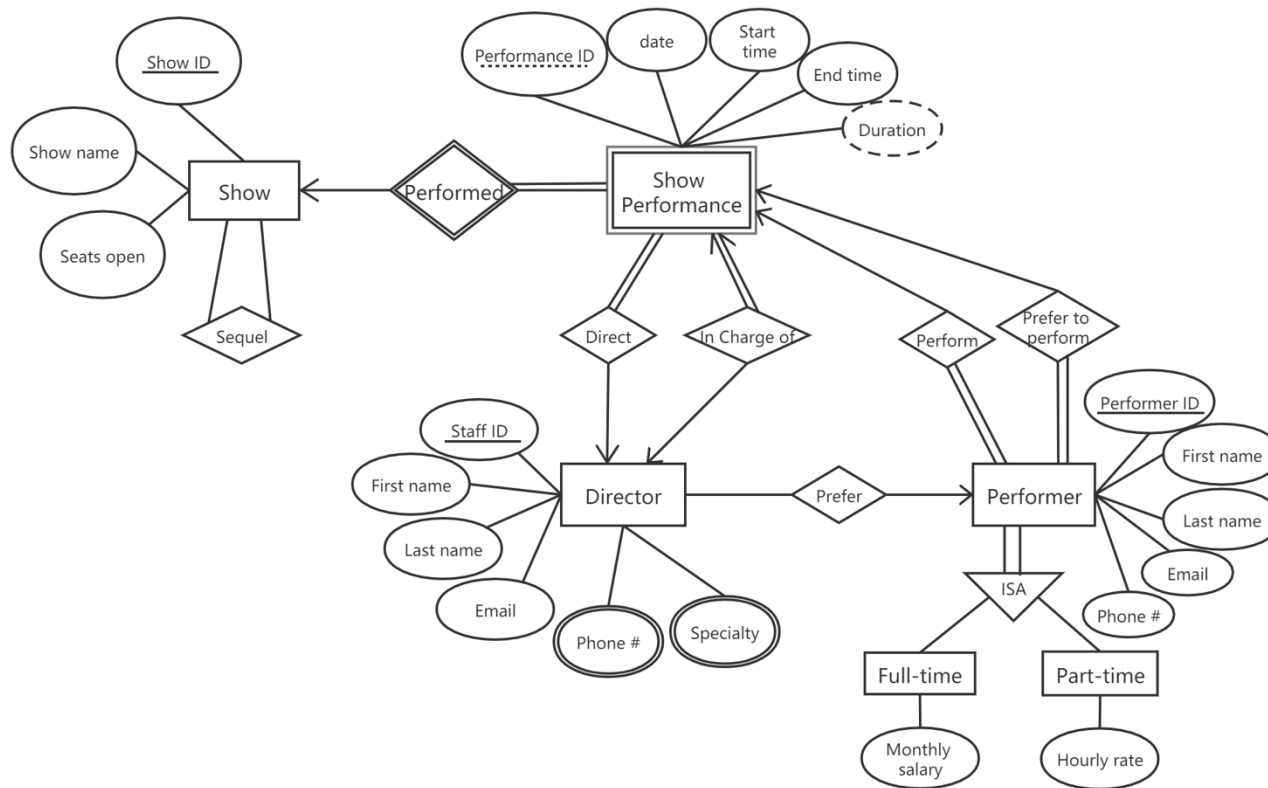 Show ID
Show name
Seats open
Show
Sequel
Performed
Performance ID
date
Start
time
End time
Duration
Show
Performance
Direct
In Charge of
Perform
Prefer to
perform
Staff ID
First name
Last name
Email
Phone #
Specialty
Director
Prefer
Performer
Performer ID
First name
Last name
Email
Phone #
ISA
Full-time
Part-time
Monthly
salary
Hourly rate